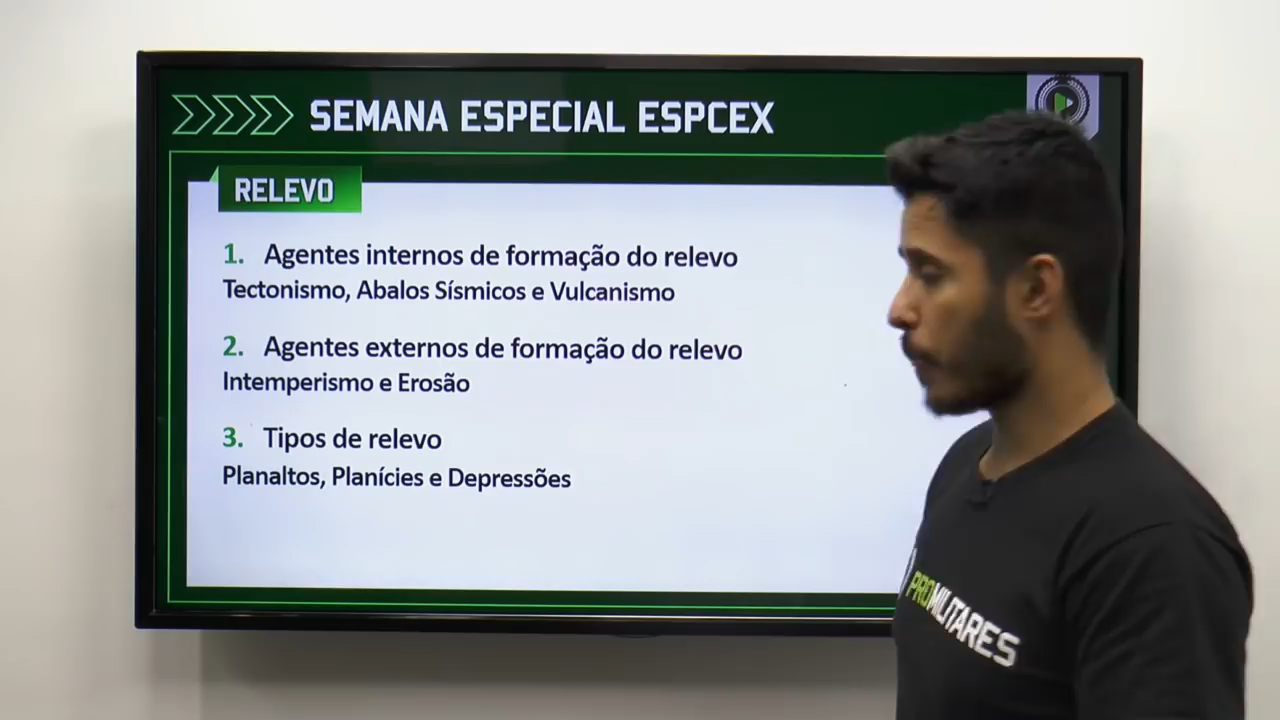 SEMANA ESPECIAL ESPCEX
RELEVO
1. Agentes internos de formação do relevo
Tectonismo, Abalos Sísmicos e Vulcanismo
2. Agentes externos de formação do relevo
Intemperismo e Erosão
3. Tipos de relevo
Planaltos, Planícies e Depressões
PROMILITARES